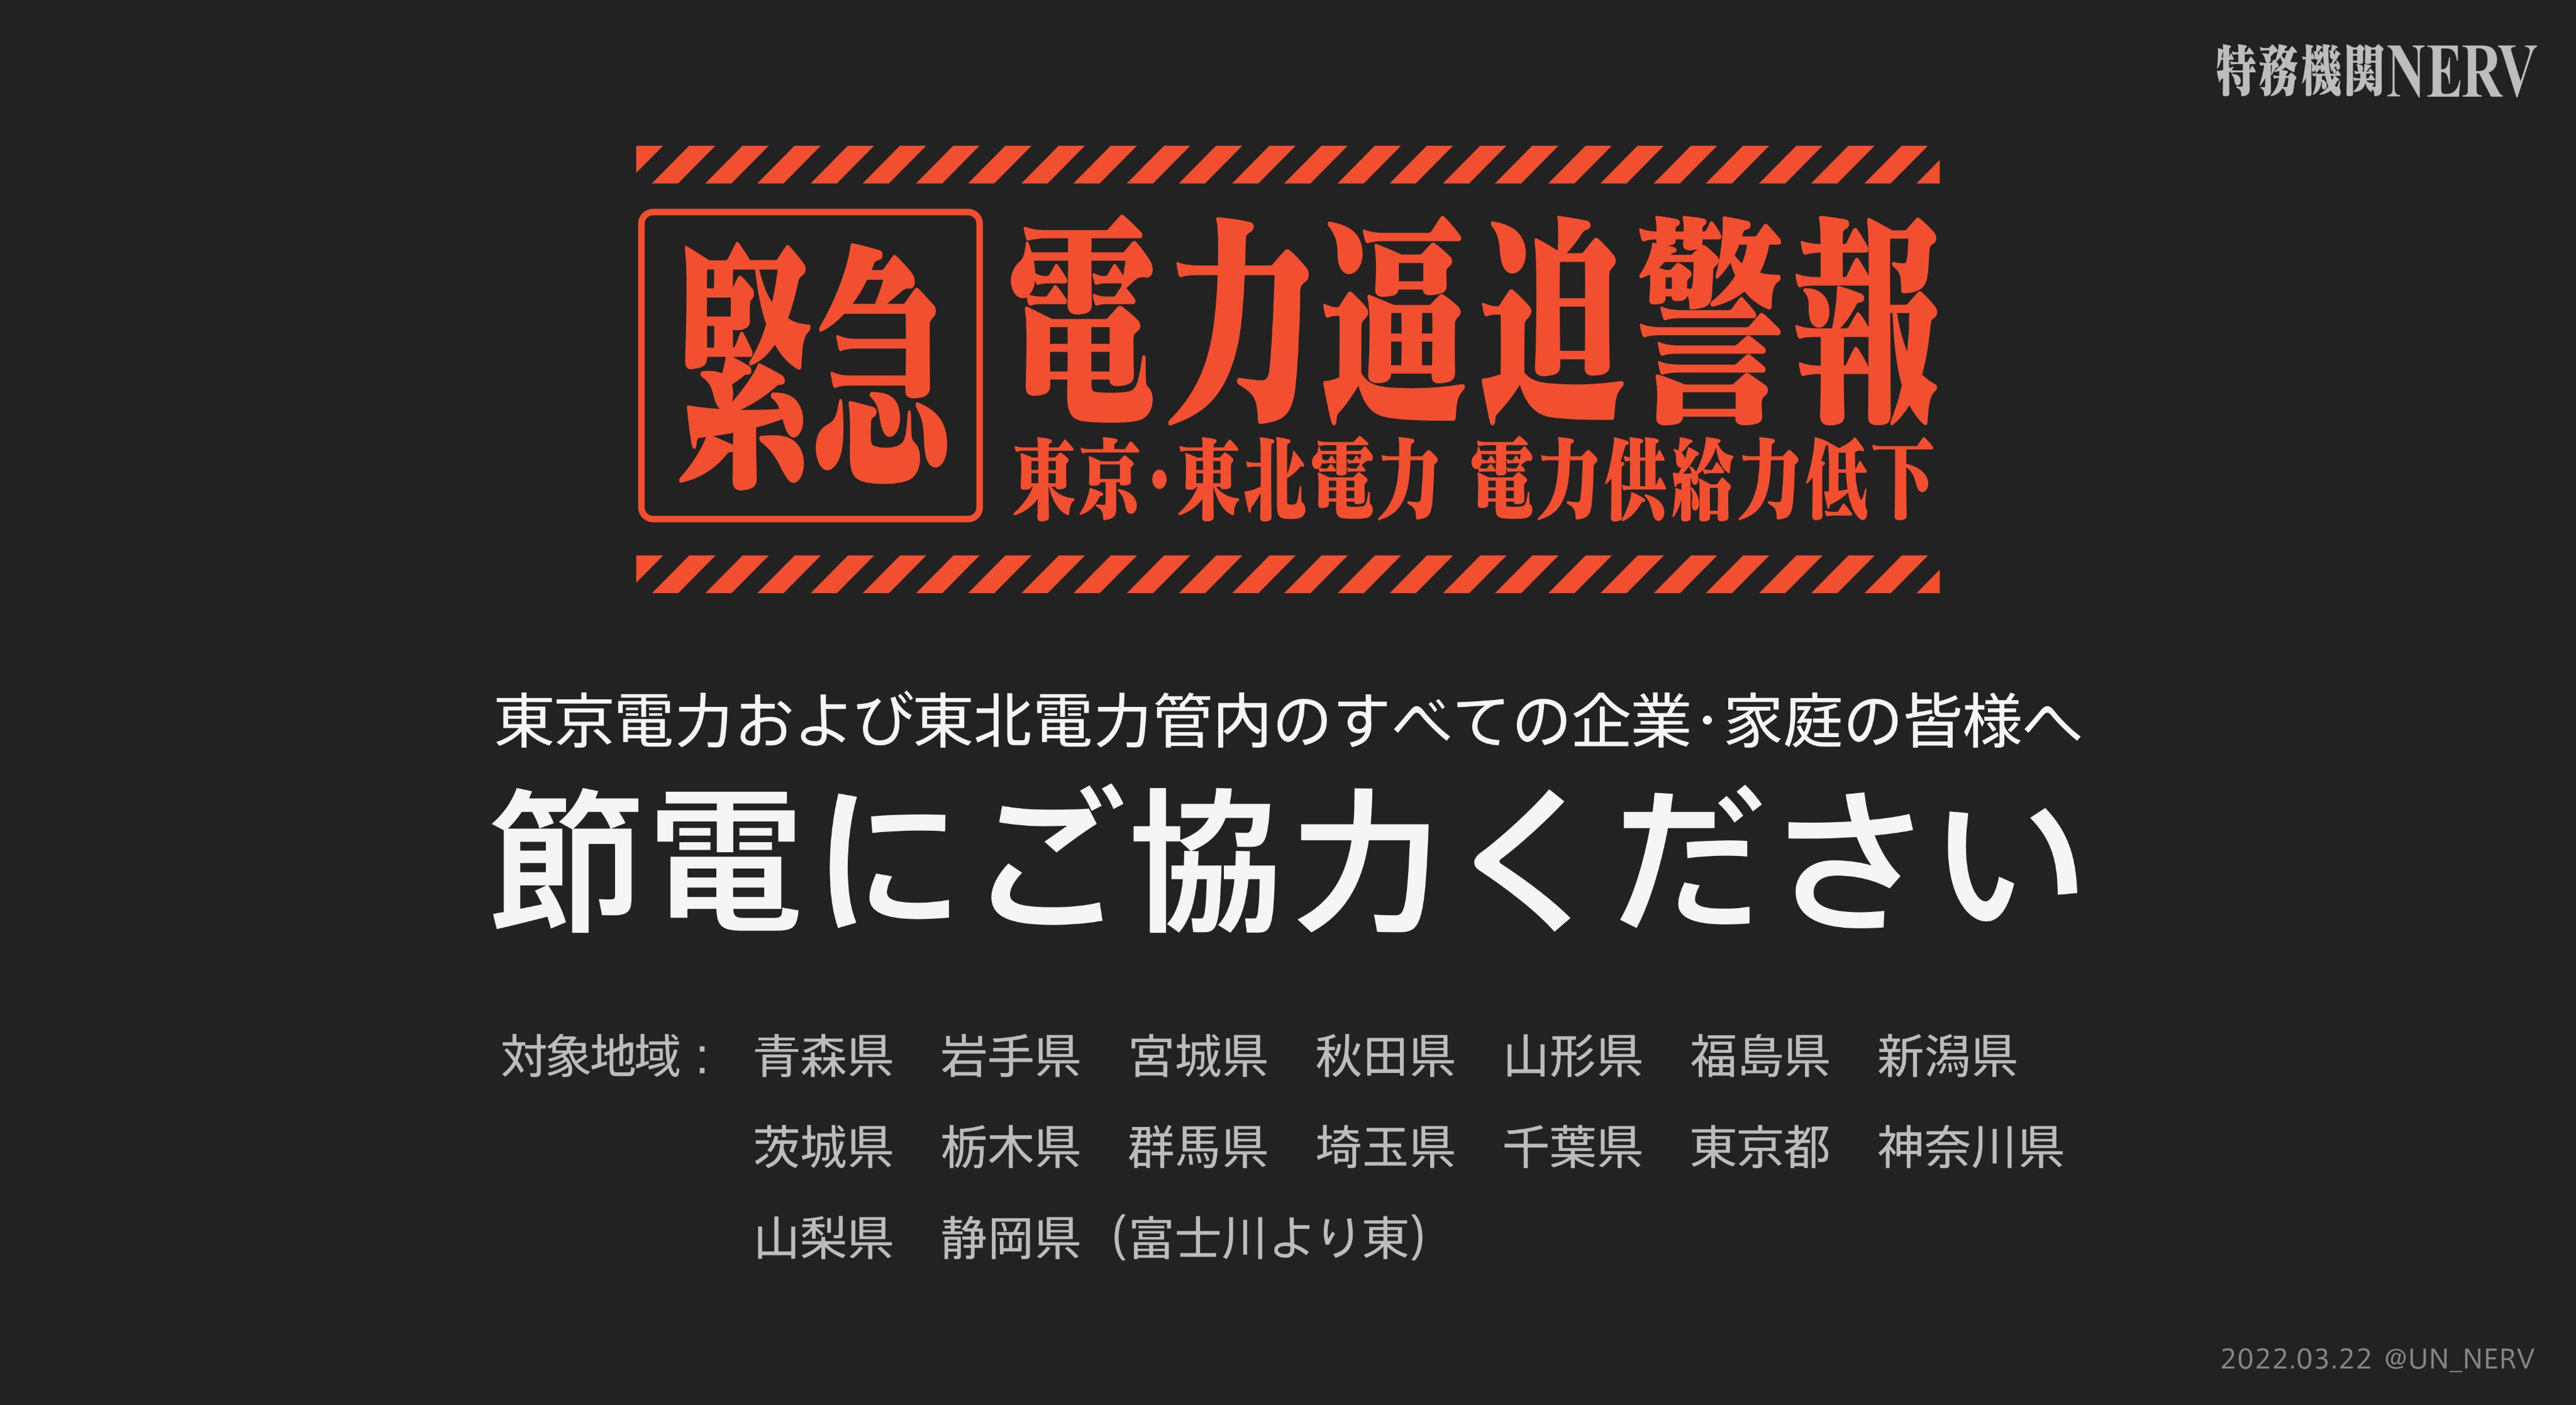 特務機関NERV
緊急
電力逼迫警報
東京・東北電力 電力供給力低下
東京電力および東北電力管内のすべての企業・家庭の皆様へ
節電にご協力ください
対象地域： 青森県 岩手県 宮城県 秋田県 山形県 福島県 新潟県
茨城県 栃木県 群馬県 埼玉県 千葉県 東京都 神奈川県
山梨県 静岡県（富士川より東）
2022.03.22 @UN_NERV